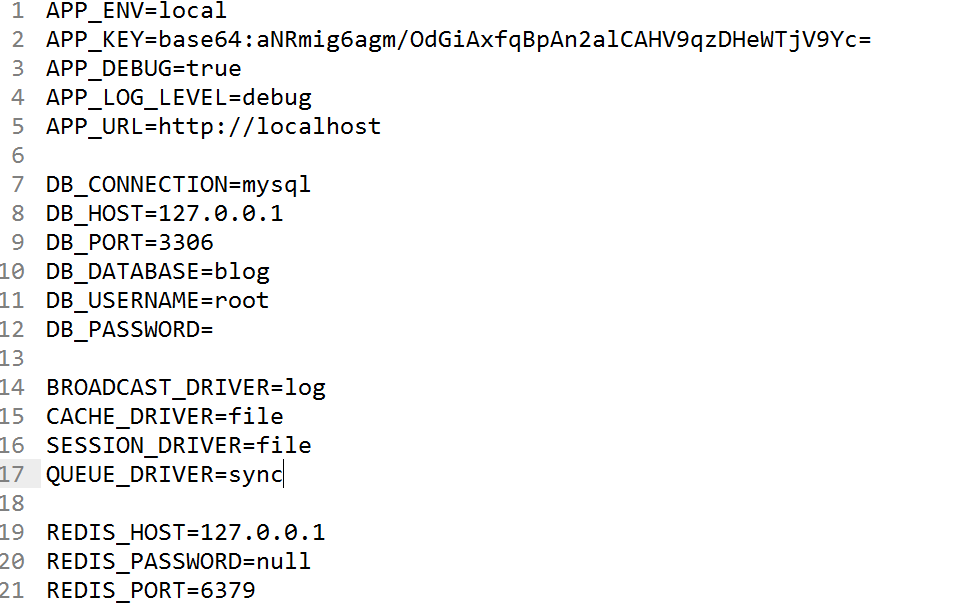 1 APP_ENV=local
2 APP_KEY=base64:aNRmig6agm/OdGiAxfqBpAn2alCAHV9qzDHeWTjV9Yc=
3 APP_DEBUG=true
4 APP_LOG_LEVEL=debug
5 APP_URL=http://localhost
6
7 DB_CONNECTION=mysql
8 DB_HOST=127.0.0.1
9 DB_PORT=3306
10 DB_DATABASE=blog
11 DB_USERNAME=root
12 DB_PASSWORD=
13
14 BROADCAST_DRIVER=log
15 CACHE_DRIVER=file
16 SESSION_DRIVER=file
17 QUEUE_DRIVER=sync
18
19 REDIS_HOST=127.0.0.1
20 REDIS_PASSWORD=null
21 REDIS_PORT=6379